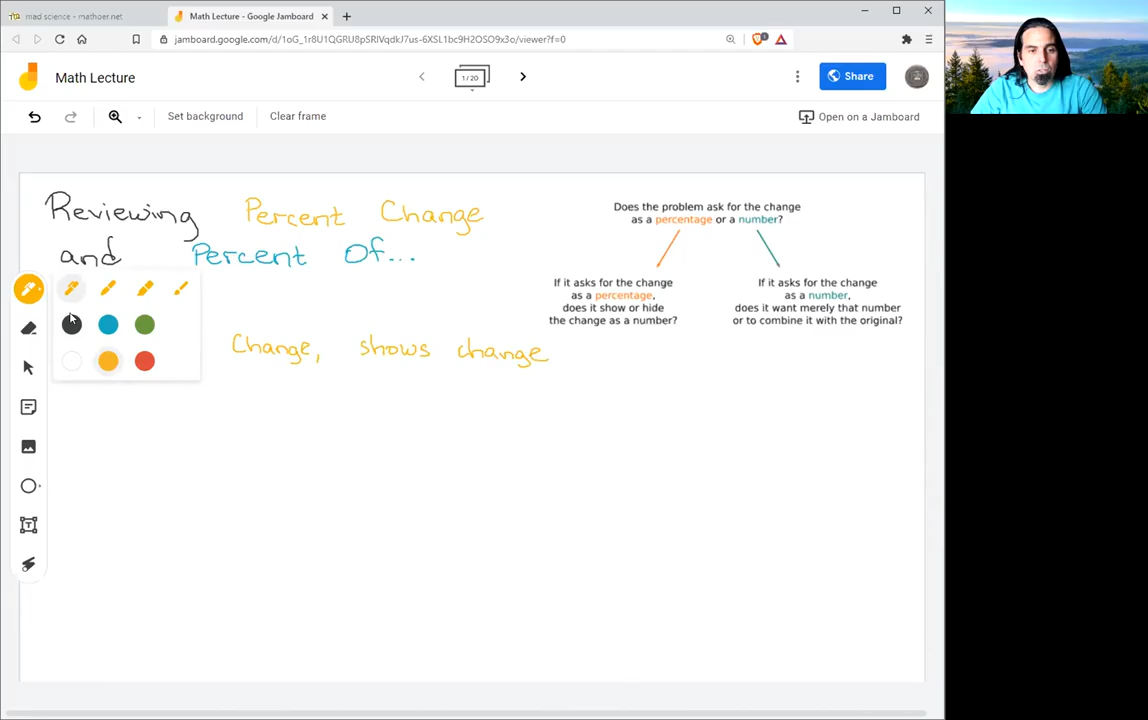 mad science - mathoer.net
Math Lecture - Google Jamboard
jamboard.google.com/d/1oG_1r8U1QGRU8pSRIVqdkJ7us-6XSL1bc9H2OSO9x3o/viewer?f=0
Math Lecture
1 / 20
Share
Set background
Clear frame
Open on a Jamboard
Reviewing Percent Change
and Percent Of...
Change, shows change
Does the problem ask for the change
as a percentage or a number?
If it asks for the change
as a percentage,
does it show or hide
the change as a number?
If it asks for the change
as a number,
does it want merely that number
or to combine it with the original?